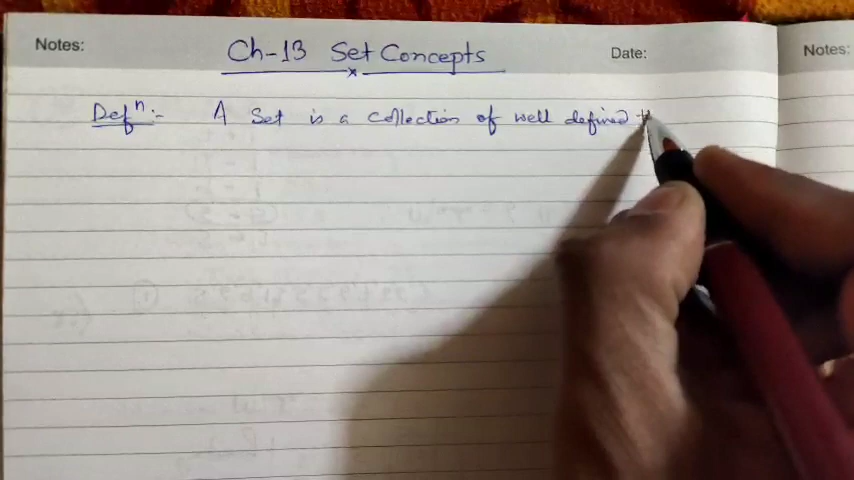 Notes:
Ch-13 Set Concepts
Date:
Notes:
Defⁿ:- A Set is a collection of well defined